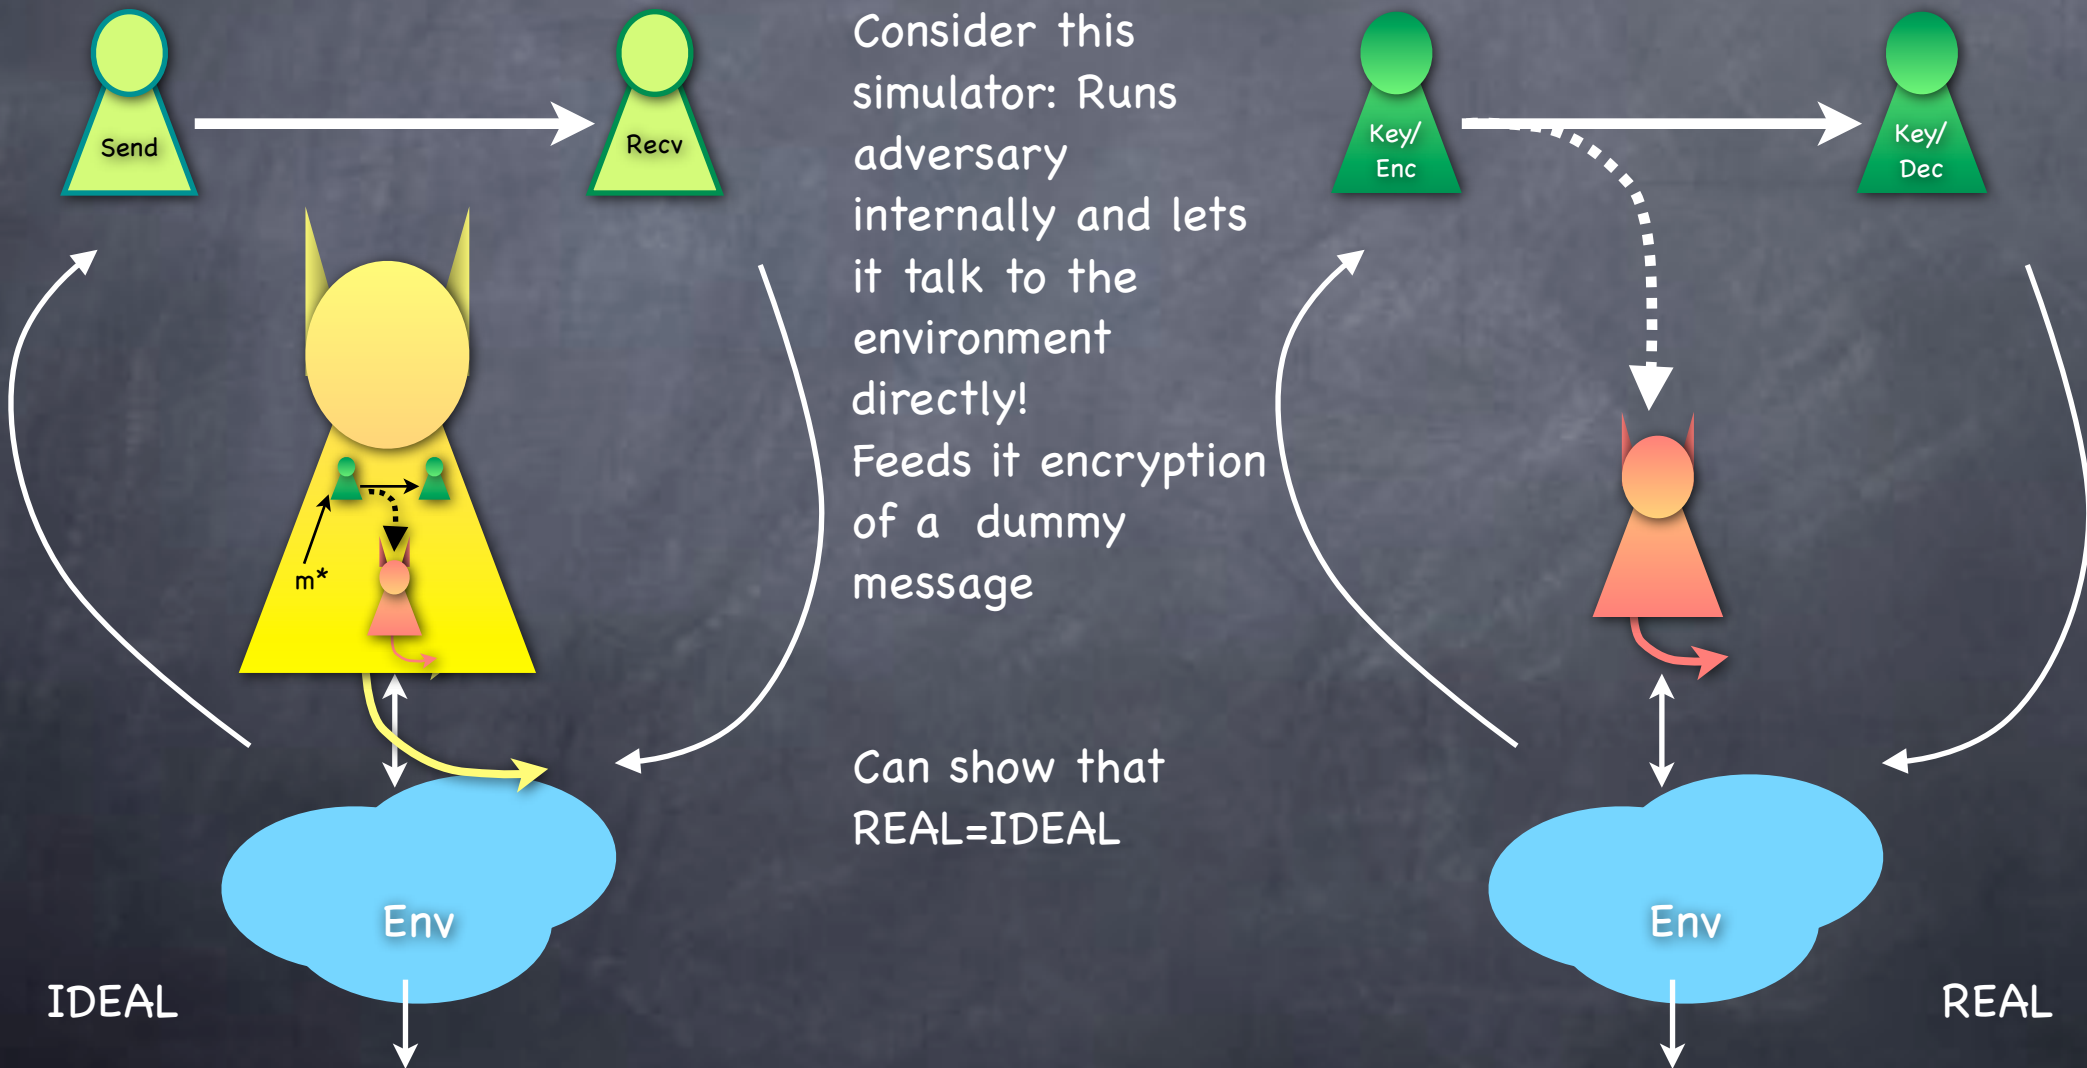 Send
Recv
m*
Env
IDEAL
Consider this
simulator: Runs
adversary
internally and lets
it talk to the
environment
directly!
Feeds it encryption
of a dummy
message
Can show that
REAL=IDEAL
Key/
Enc
Key/
Dec
Env
REAL